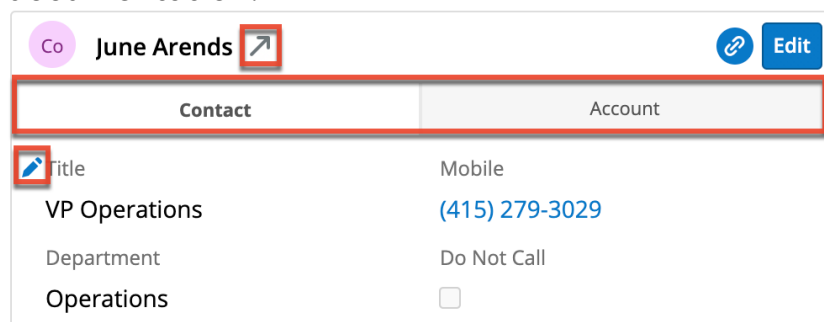 Co June Arends Edit
Contact Account
Title Mobile
VP Operations (415) 279-3029
Department Do Not Call
Operations